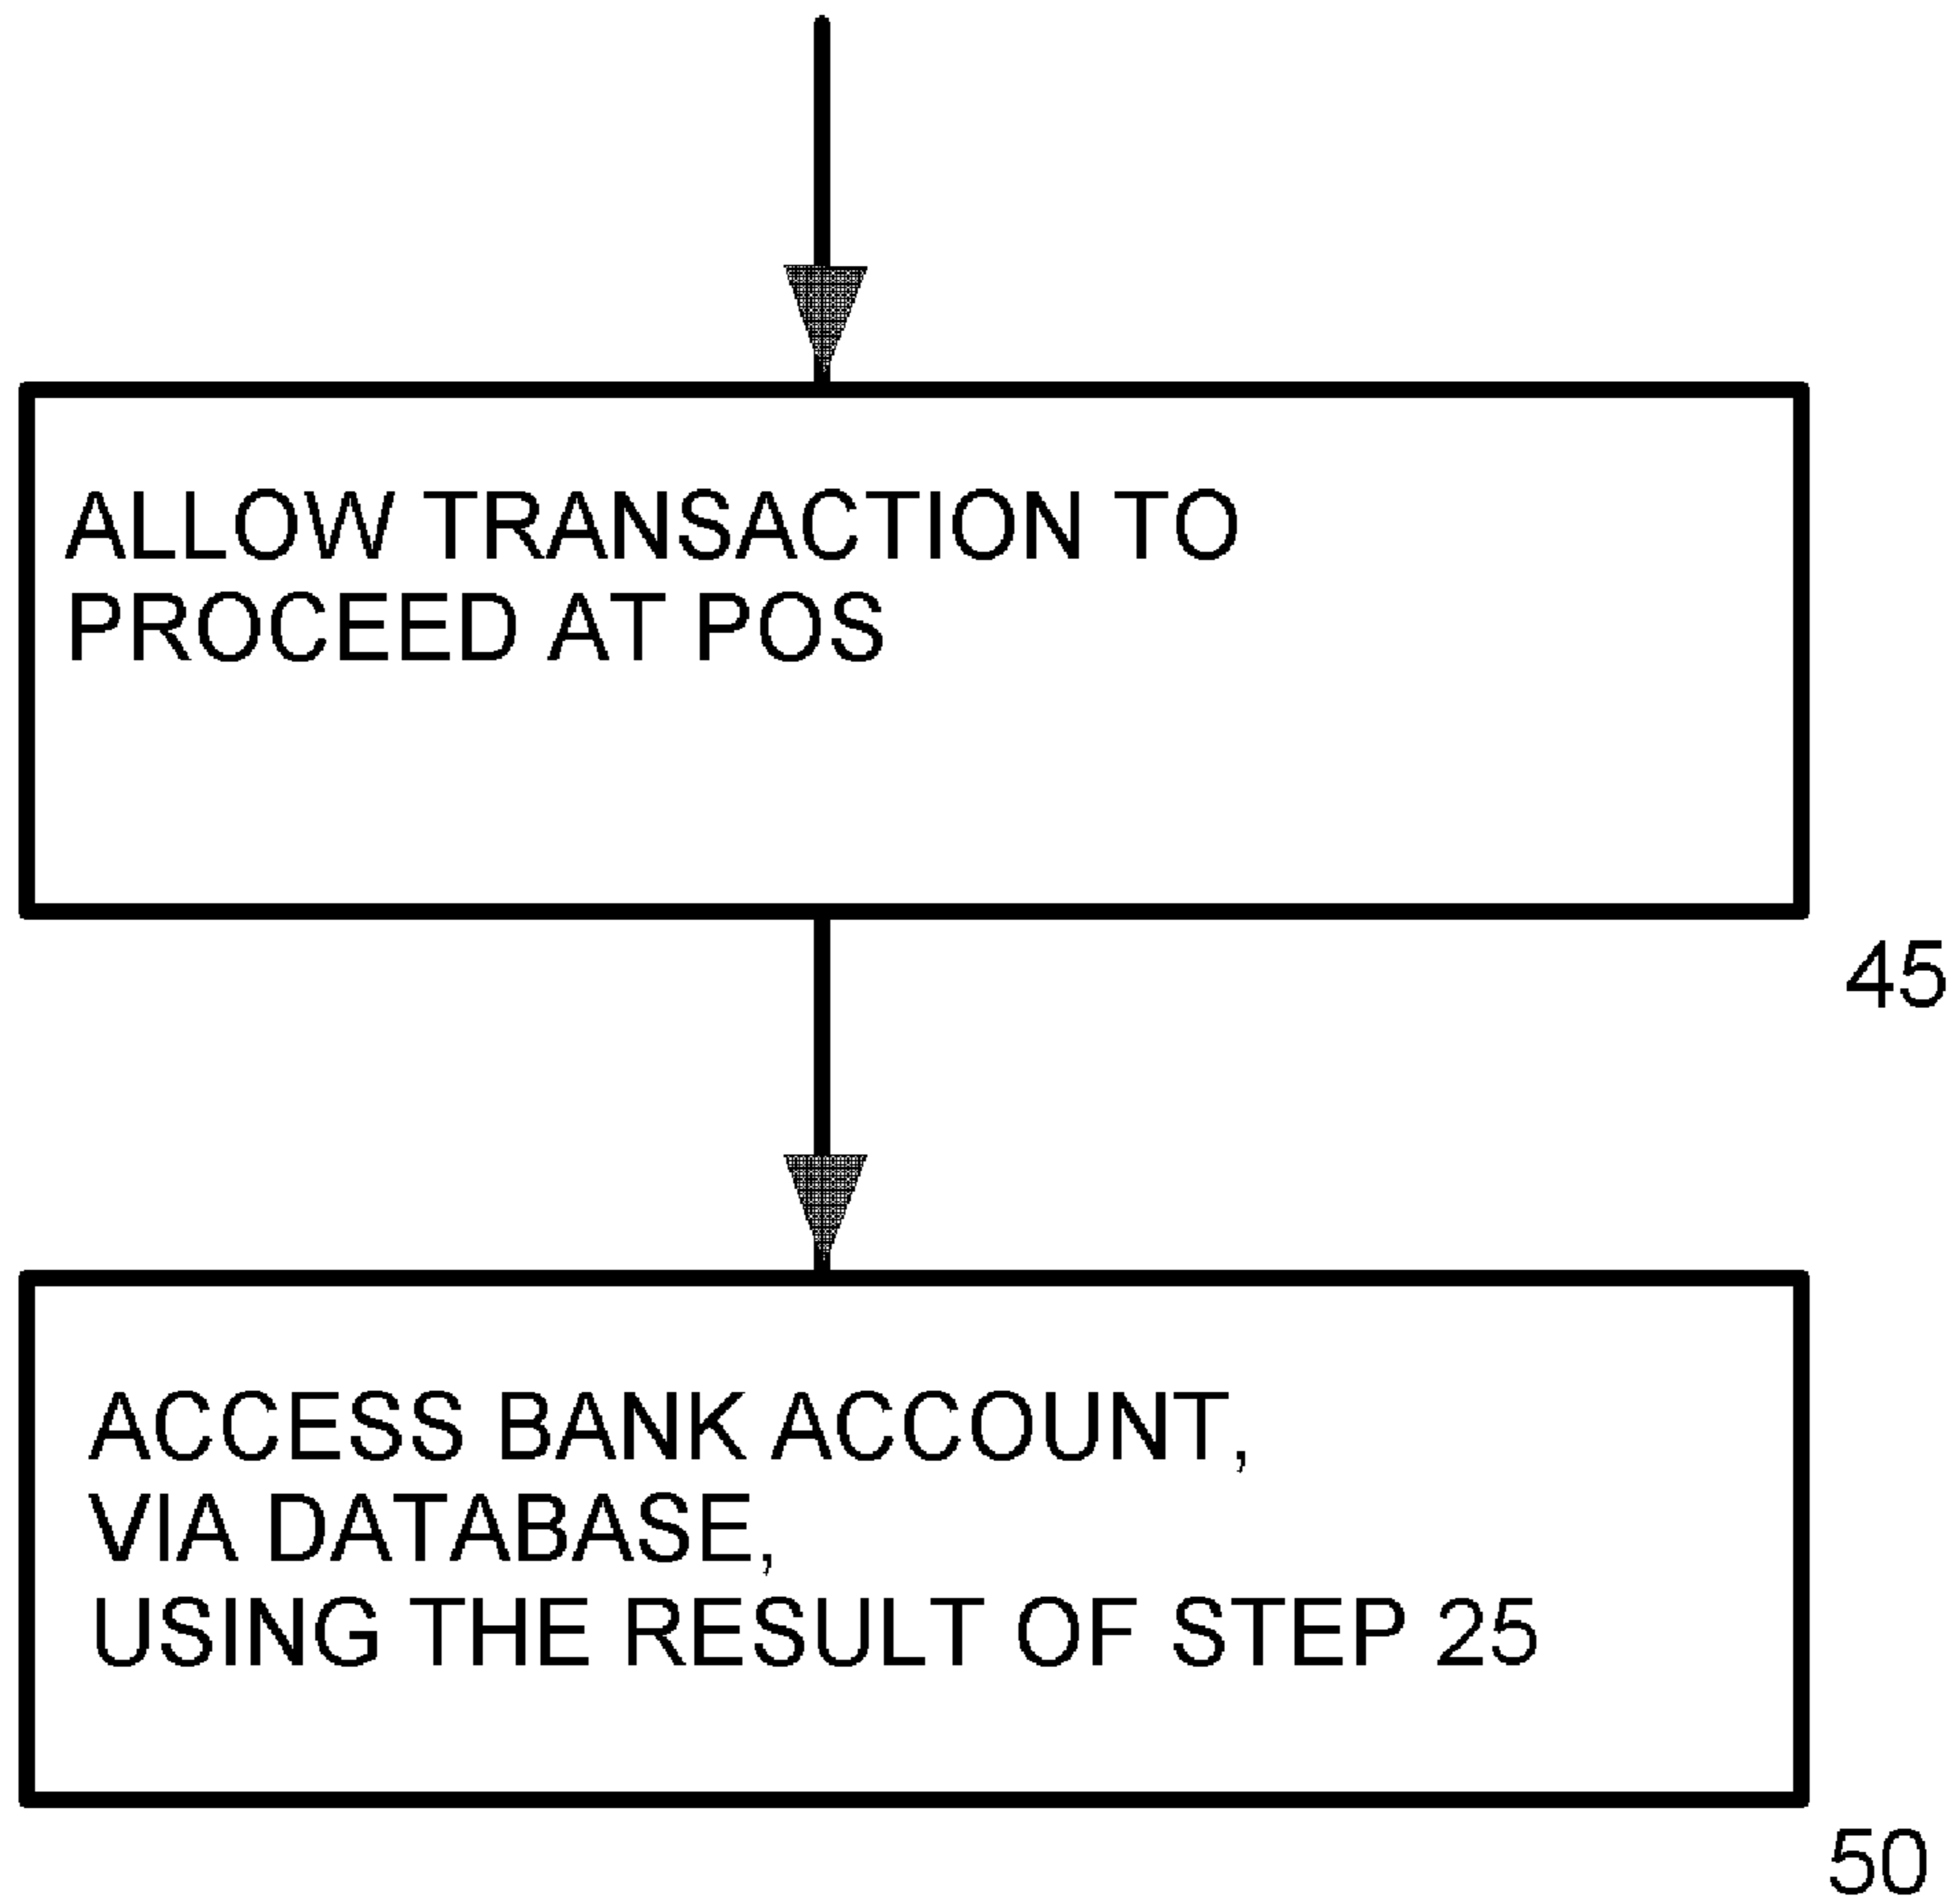 ALLOW TRANSACTION TO
PROCEED AT POS
45
ACCESS BANK ACCOUNT,
VIA DATABASE,
USING THE RESULT OF STEP 25
50